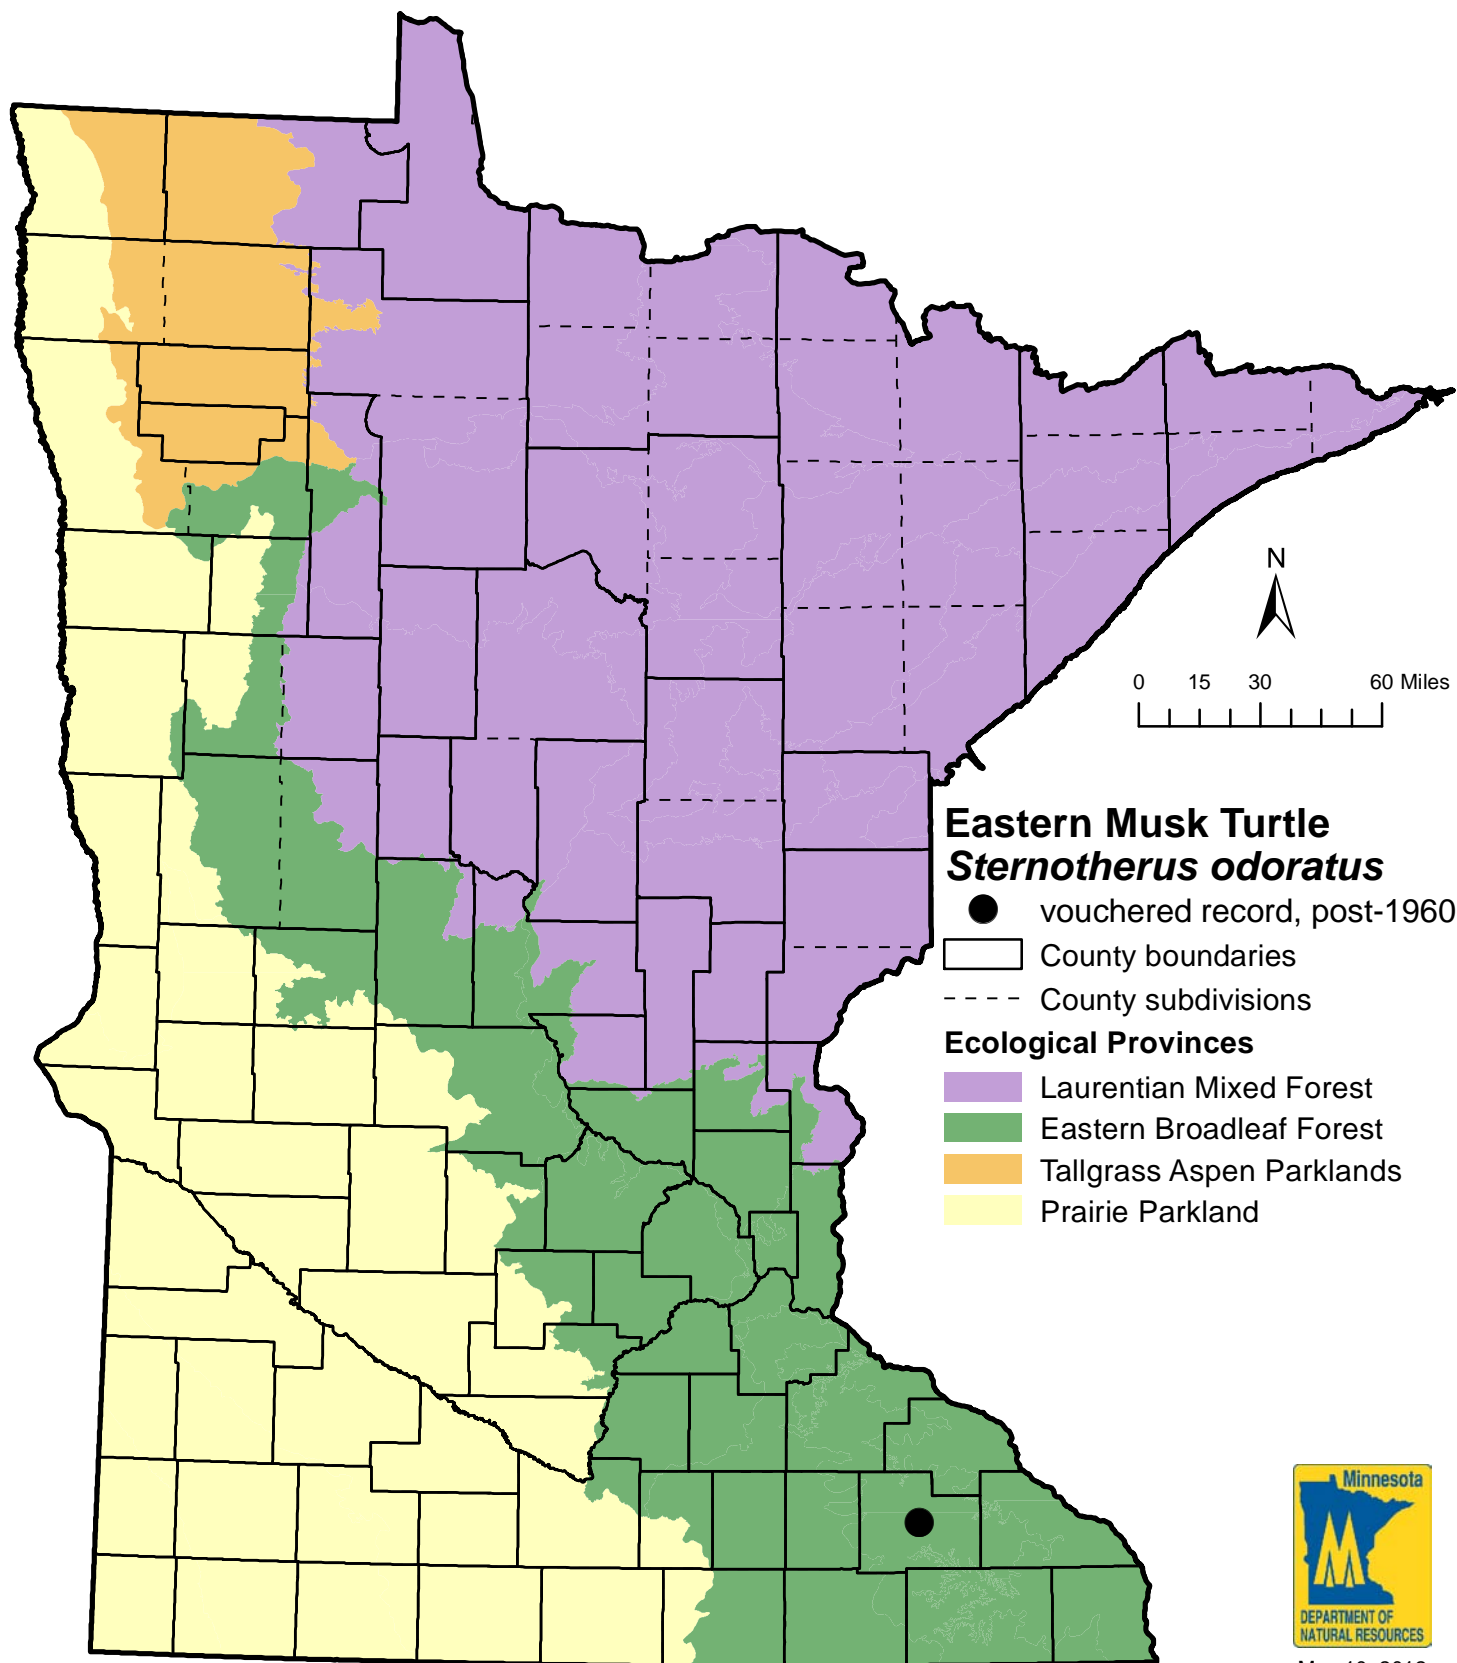 N
0 15 30 60 Miles
Eastern Musk Turtle
Sternotherus odoratus
vouchered record, post-1960
County boundaries
County subdivisions
Ecological Provinces
Laurentian Mixed Forest
Eastern Broadleaf Forest
Tallgrass Aspen Parklands
Prairie Parkland
Minnesota
DEPARTMENT OF
NATURAL RESOURCES